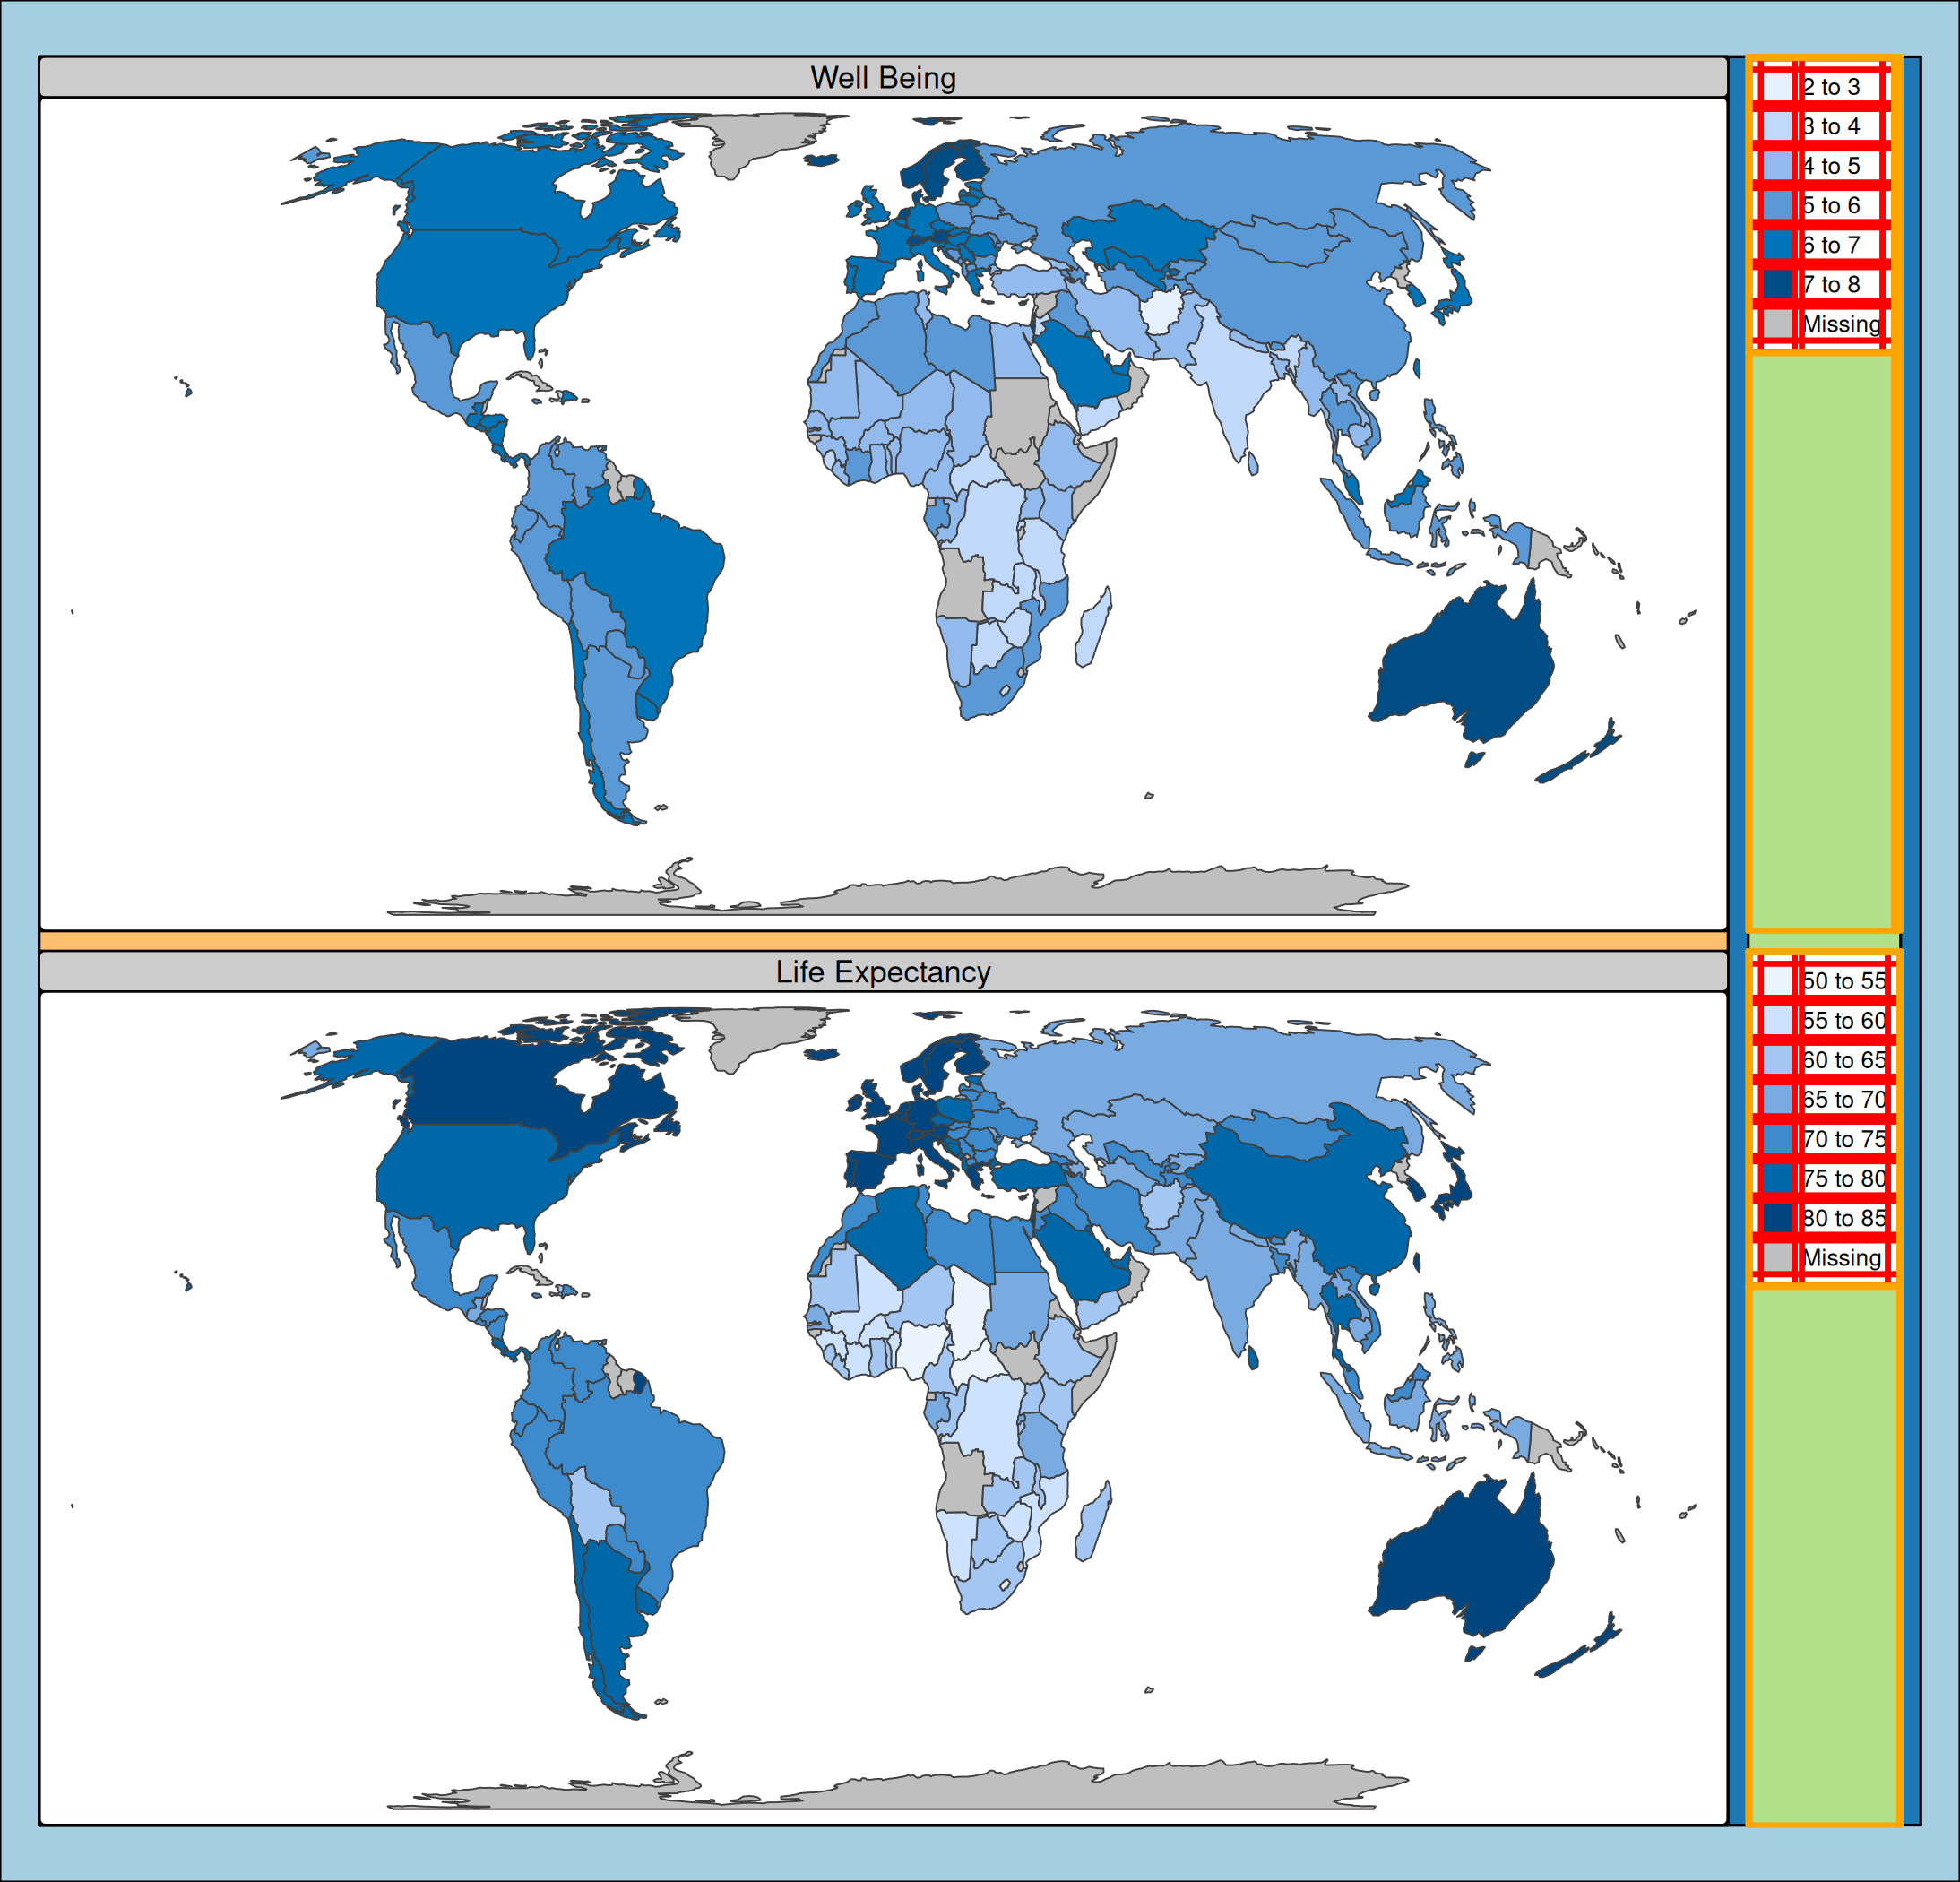 Well Being
2 to 3
3 to 4
4 to 5
5 to 6
6 to 7
7 to 8
Missing
Life Expectancy
50 to 55
55 to 60
60 to 65
65 to 70
70 to 75
75 to 80
80 to 85
Missing